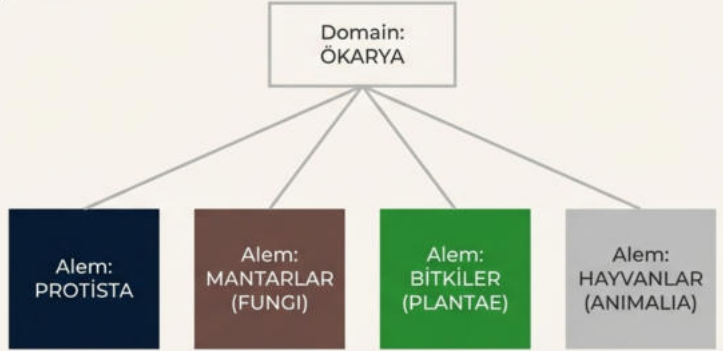 Domain:
ÖKARYA
Alem:
PROTİSTA
Alem:
MANTARLAR
(FUNGI)
Alem:
BİTKİLER
(PLANTAE)
Alem:
HAYVANLAR
(ANIMALIA)